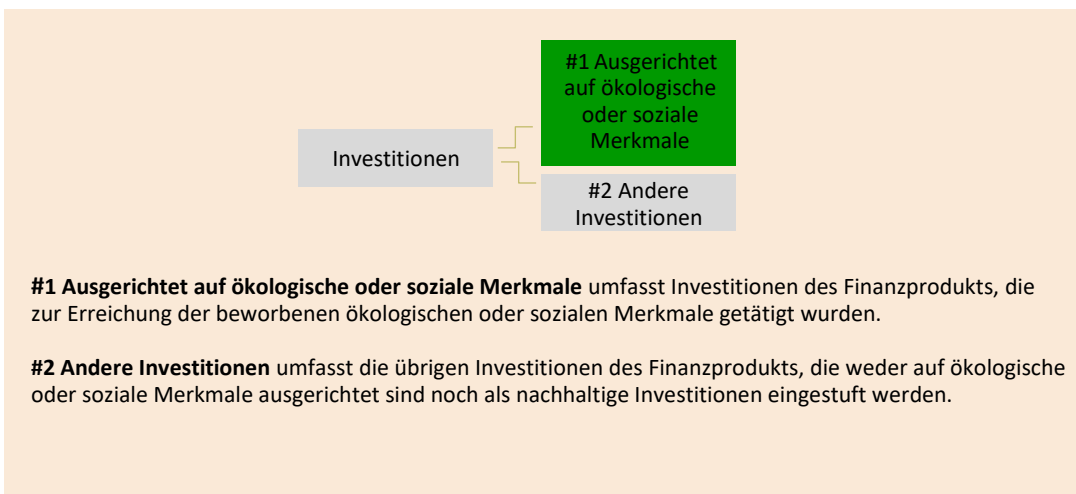 #1 Ausgerichtet
auf ökologische
oder soziale
Merkmale
Investitionen
#2 Andere
Investitionen
#1 Ausgerichtet auf ökologische oder soziale Merkmale umfasst Investitionen des Finanzprodukts, die
zur Erreichung der beworbenen ökologischen oder sozialen Merkmale getätigt wurden.
#2 Andere Investitionen umfasst die übrigen Investitionen des Finanzprodukts, die weder auf ökologische
oder soziale Merkmale ausgerichtet sind noch als nachhaltige Investitionen eingestuft werden.